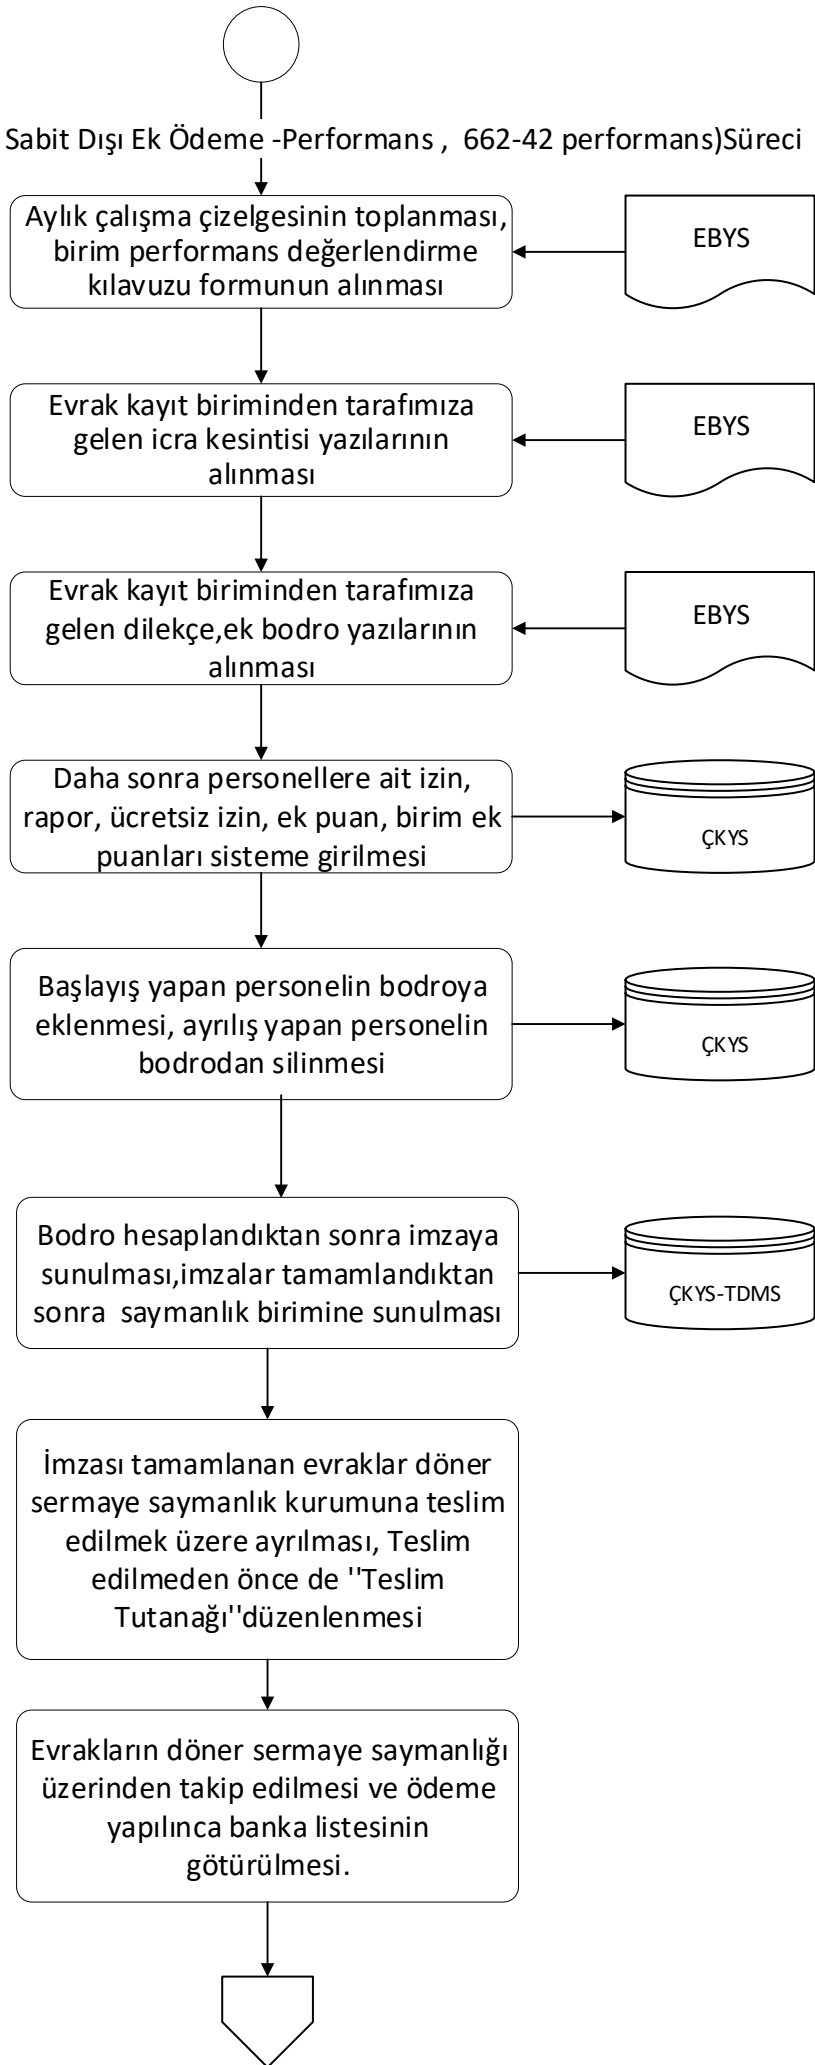 Sabit Dışı Ek Ödeme -Performans , 662-42 performans)Süreci
Aylık çalışma çizelgesinin toplanması,
birim performans değerlendirme
kılavuzu formunun alınması
EBYS
Evrak kayıt biriminden tarafımıza
gelen icra kesintisi yazılarının
alınması
EBYS
Evrak kayıt biriminden tarafımıza
gelen dilekçe,ek bodro yazılarının
alınması
EBYS
Daha sonra personellere ait izin,
rapor, ücretsiz izin, ek puan, birim ek
puanları sisteme girilmesi
ÇKYS
Başlayış yapan personelin bodroya
eklenmesi, ayrılış yapan personelin
bodrodan silinmesi
ÇKYS
Bodro hesaplandıktan sonra imzaya
sunulması,imzalar tamamlandıktan
sonra saymanlık birimine sunulması
ÇKYS-TDMS
İmzası tamamlanan evraklar döner
sermaye saymanlık kurumuna teslim
edilmek üzere ayrılması, Teslim
edilmeden önce de ''Teslim
Tutanağı''düzenlenmesi
Evrakların döner sermaye saymanlığı
üzerinden takip edilmesi ve ödeme
yapılınca banka listesinin
götürülmesi.